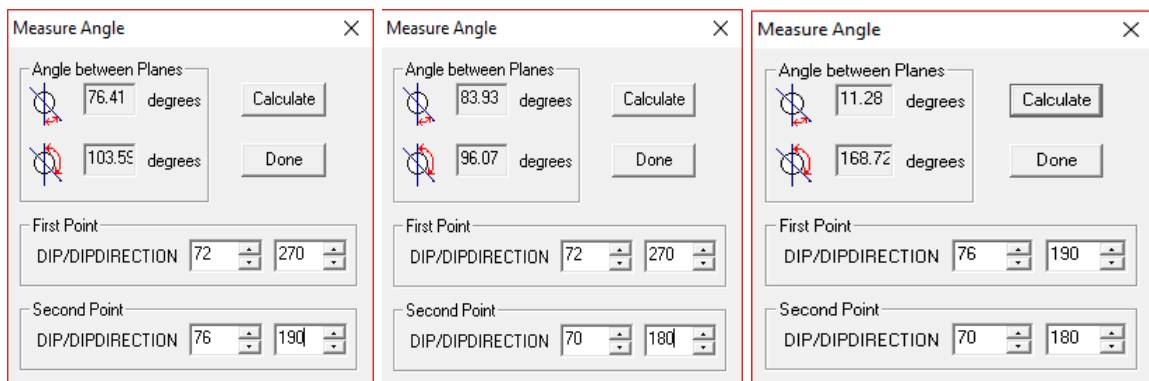 Measure Angle
Angle between Planes
76.41 degrees Calculate
103.59 degrees Done
First Point
DIP/DIPDIRECTION 72 270
Second Point
DIP/DIPDIRECTION 76 190
Measure Angle
Angle between Planes
83.93 degrees Calculate
96.07 degrees Done
First Point
DIP/DIPDIRECTION 72 270
Second Point
DIP/DIPDIRECTION 70 180
Measure Angle
Angle between Planes
11.28 degrees Calculate
168.72 degrees Done
First Point
DIP/DIPDIRECTION 76 190
Second Point
DIP/DIPDIRECTION 70 180